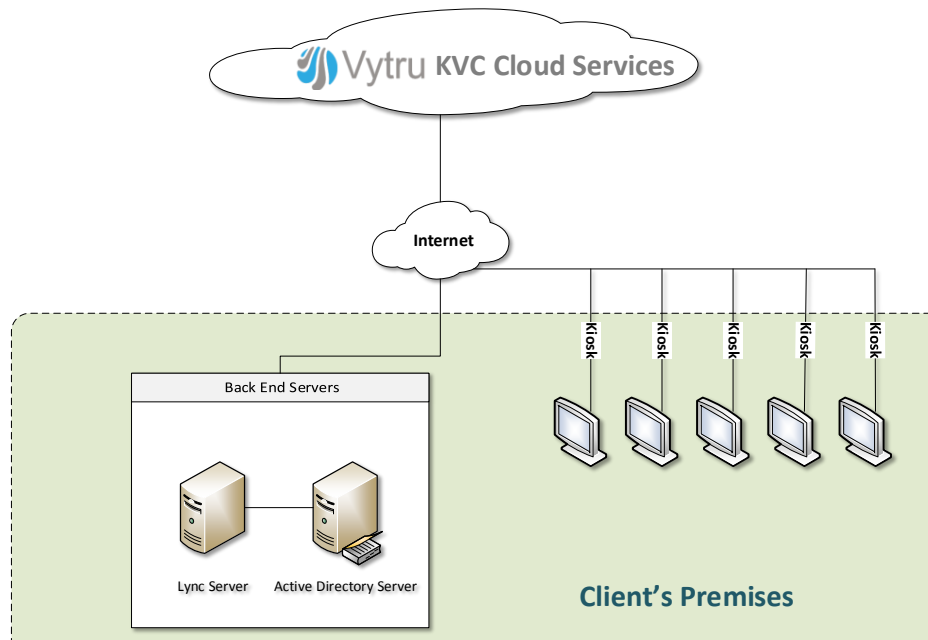 Vytru KVC Cloud Services
Internet
Kiosk
Kiosk
Kiosk
Kiosk
Kiosk
Back End Servers
Lync Server
Active Directory Server
Client's Premises